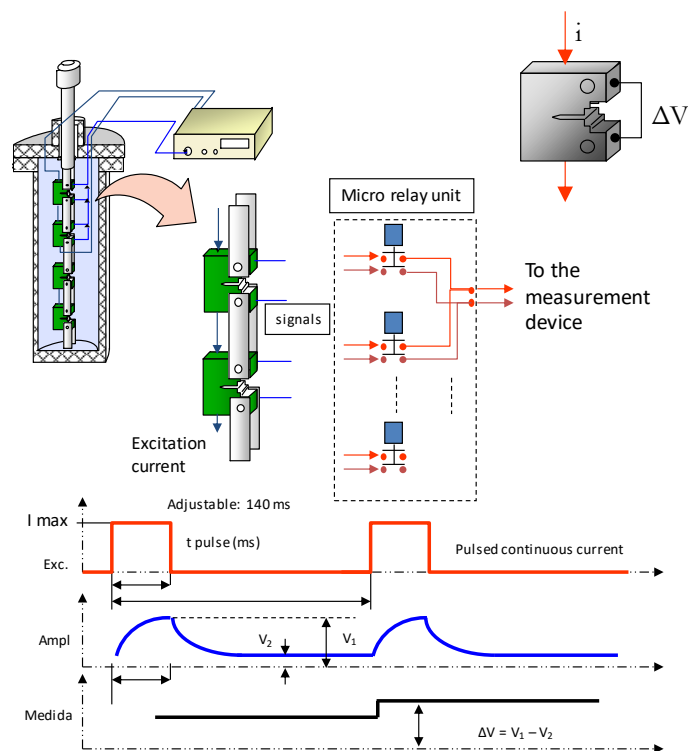 i
ΔV
Micro relay unit
To the
measurement
device
signals
Excitation
current
Adjustable: 140 ms
I max
t pulse (ms)
Exc.
Pulsed continuous current
Ampl
V2
V1
Medida
ΔV = V1 – V2